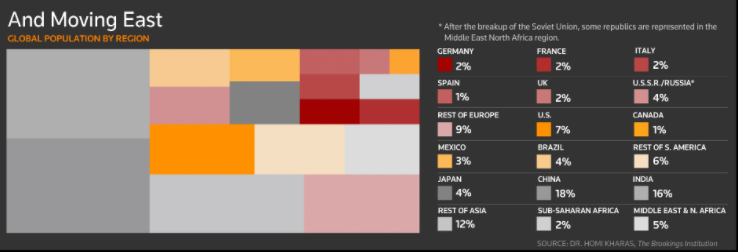 And Moving East
GLOBAL POPULATION BY REGION
* After the breakup of the Soviet Union, some republics are represented in the
Middle East North Africa region.
GERMANY
2%
FRANCE
2%
ITALY
2%
SPAIN
1%
UK
2%
U.S.S.R./RUSSIA*
4%
REST OF EUROPE
9%
U.S.
7%
CANADA
1%
MEXICO
3%
BRAZIL
4%
REST OF S. AMERICA
6%
JAPAN
4%
CHINA
18%
INDIA
16%
REST OF ASIA
12%
SUB-SAHARAN AFRICA
2%
MIDDLE EAST & N. AFRICA
5%
SOURCE: DR. HOMI KHARAS, The Brookings Institution